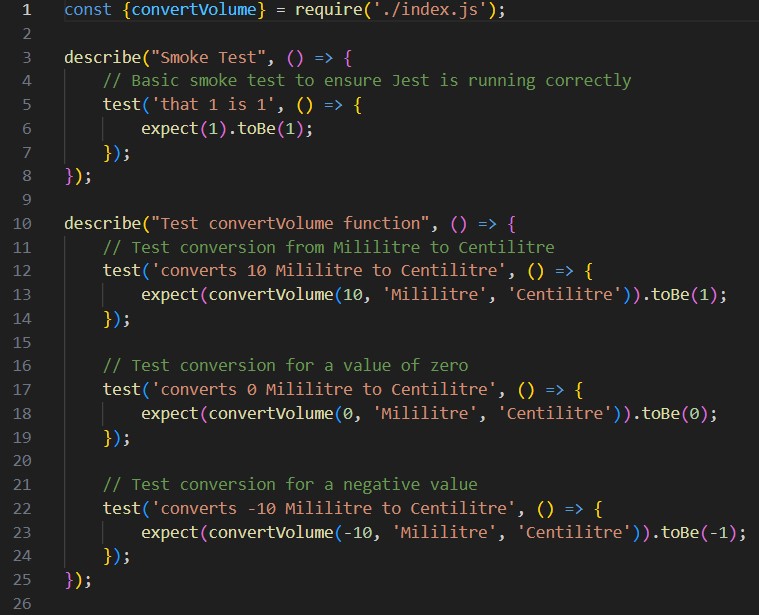 1 const {convertVolume} = require('./index.js');
2
3 describe("Smoke Test", () => {
4     // Basic smoke test to ensure Jest is running correctly
5     test('that 1 is 1', () => {
6         expect(1).toBe(1);
7     });
8 });
9
10 describe("Test convertVolume function", () => {
11     // Test conversion from Mililitre to Centilitre
12     test('converts 10 Mililitre to Centilitre', () => {
13         expect(convertVolume(10, 'Mililitre', 'Centilitre')).toBe(1);
14     });
15
16     // Test conversion for a value of zero
17     test('converts 0 Mililitre to Centilitre', () => {
18         expect(convertVolume(0, 'Mililitre', 'Centilitre')).toBe(0);
19     });
20
21     // Test conversion for a negative value
22     test('converts -10 Mililitre to Centilitre', () => {
23         expect(convertVolume(-10, 'Mililitre', 'Centilitre')).toBe(-1);
24     });
25 });
26